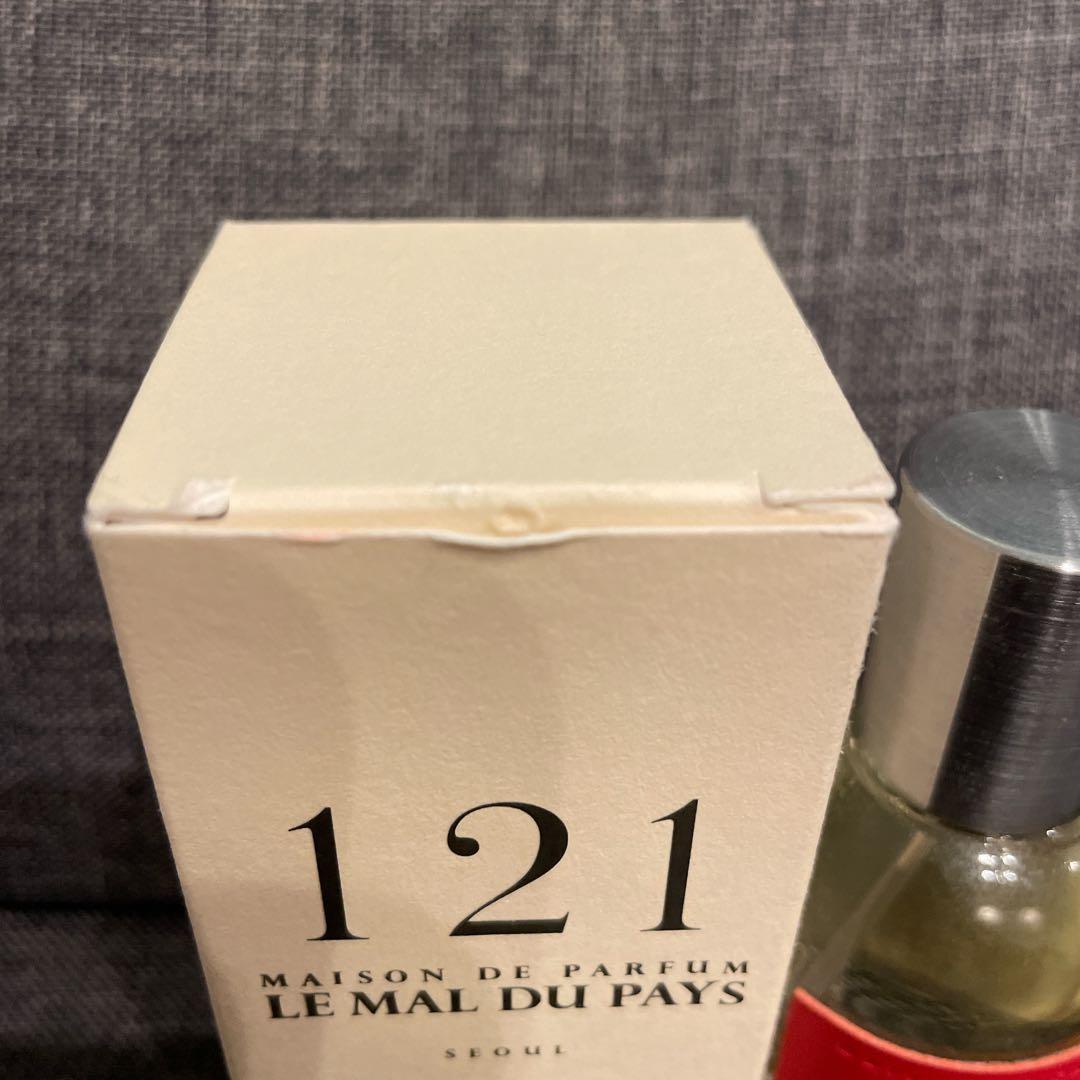 121
MAISON DE PARFUM
LE MAL DU PAYS
SEOUL